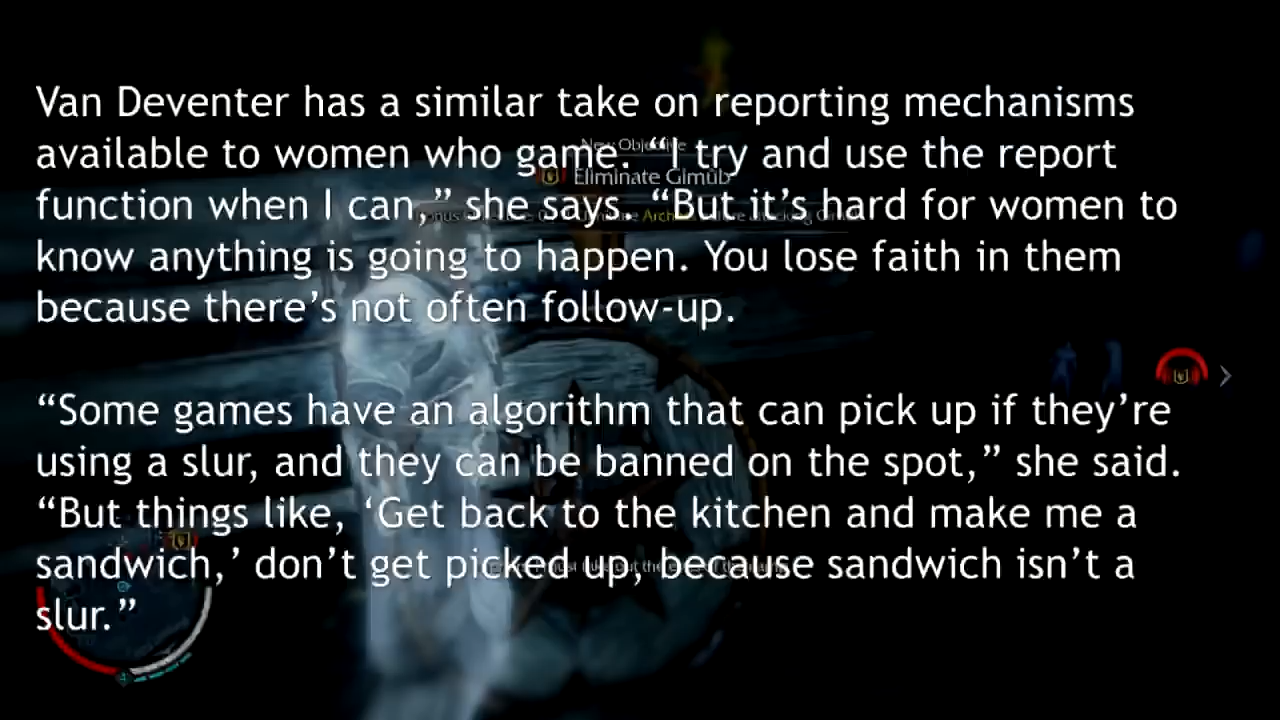 Van Deventer has a similar take on reporting mechanisms
available to women who game. “I try and use the report
function when I can,” she says. “But it’s hard for women to
know anything is going to happen. You lose faith in them
because there’s not often follow-up.
“Some games have an algorithm that can pick up if they’re
using a slur, and they can be banned on the spot,” she said.
“But things like, ‘Get back to the kitchen and make me a
sandwich,’ don’t get picked up, because sandwich isn’t a
slur.”
New Objective
Eliminate Glmûb